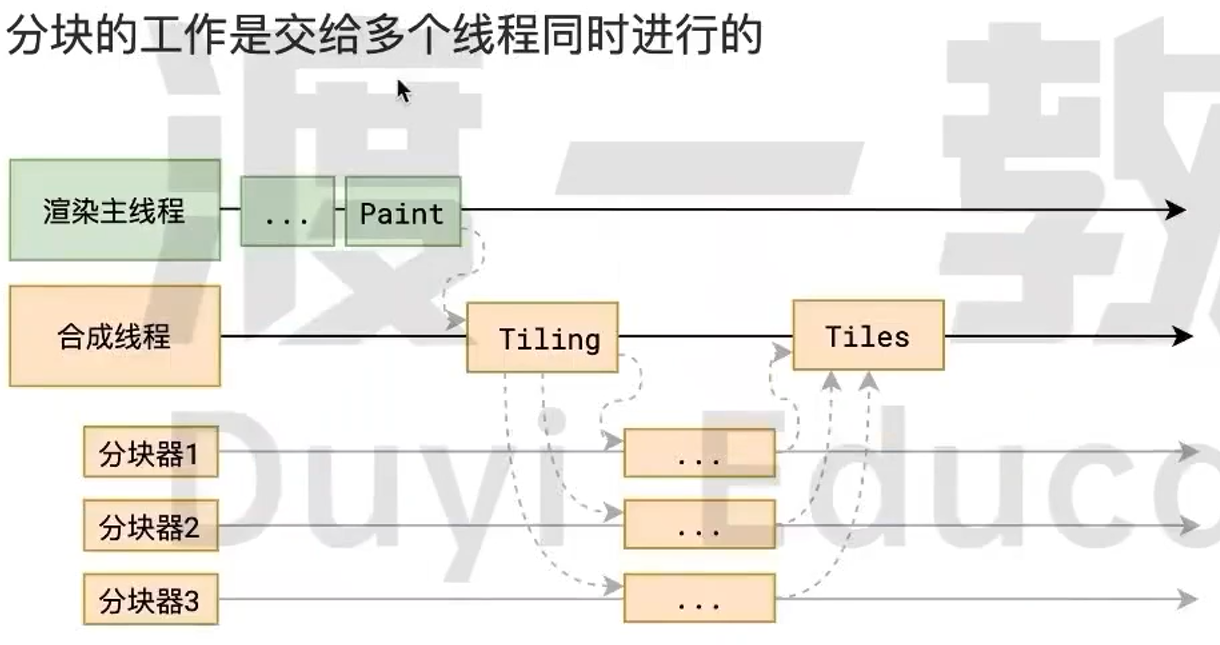 分块的工作是交给多个线程同时进行的
渲染主线程
...
Paint
合成线程
Tiling
Tiles
分块器1
...
分块器2
...
分块器3
...
渡一教
Duyi Educ